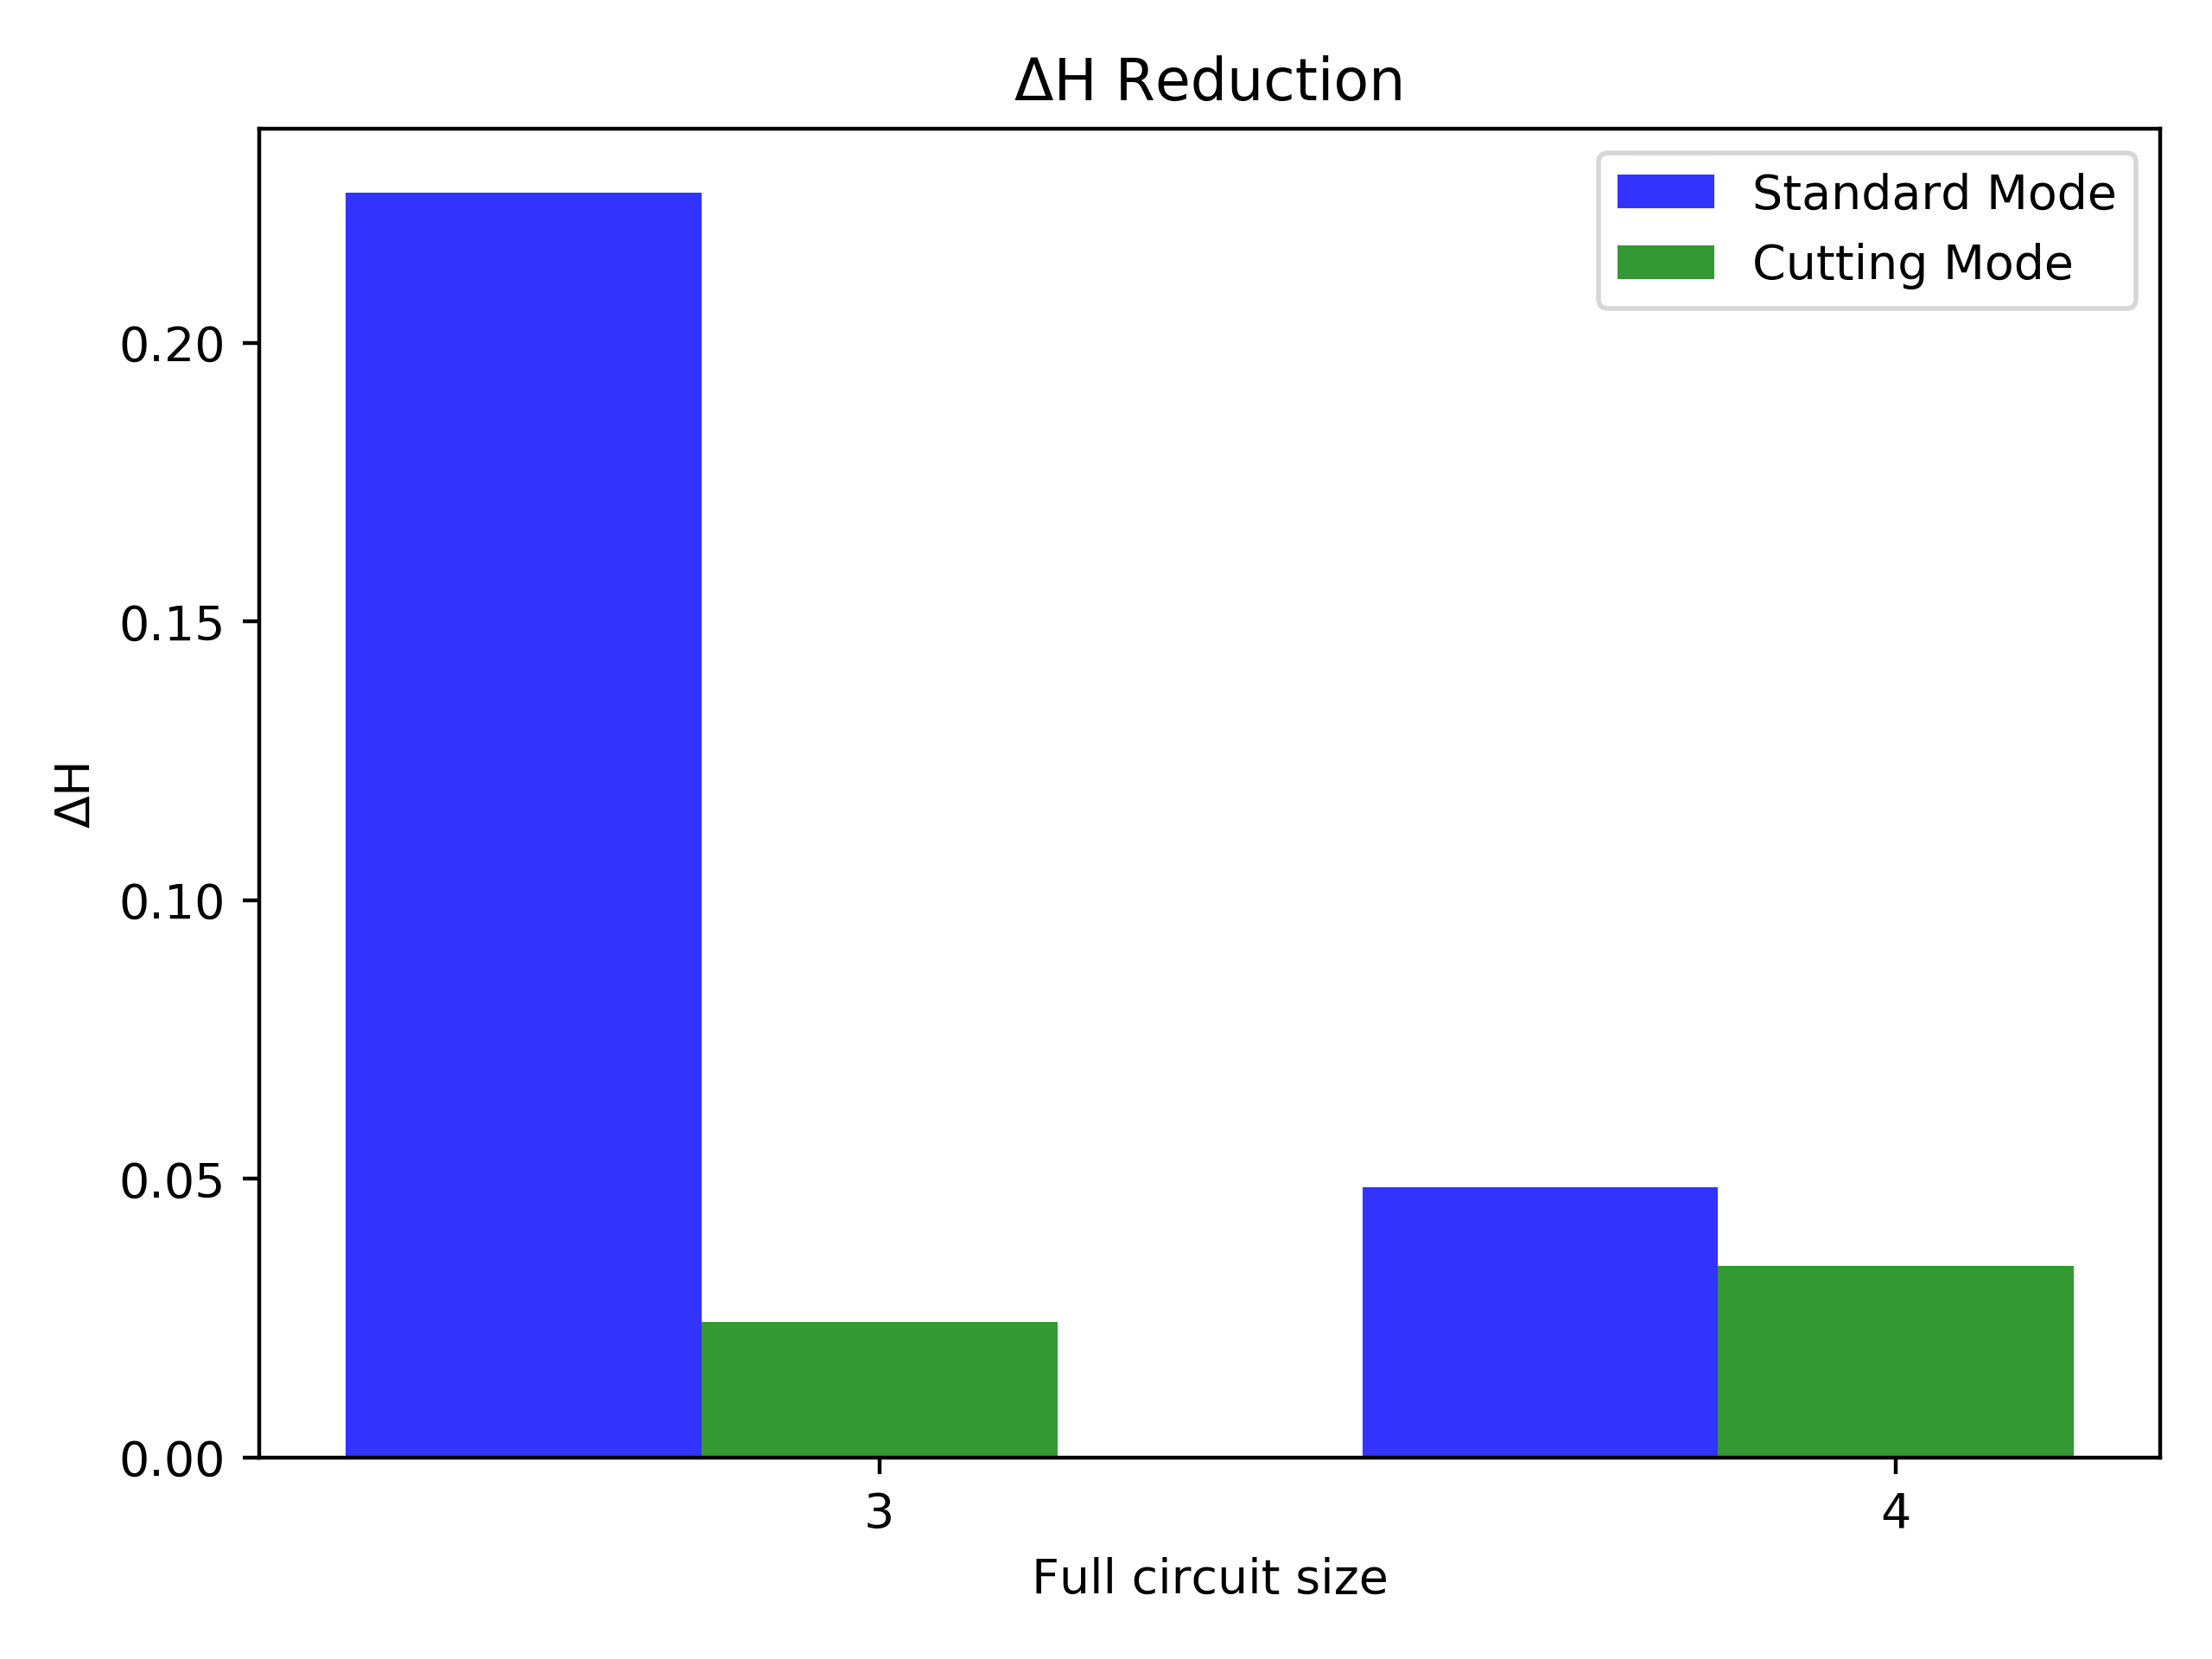 ΔH Reduction
Standard Mode
Cutting Mode
0.20
0.15
0.10
0.05
0.00
ΔH
3
4
Full circuit size